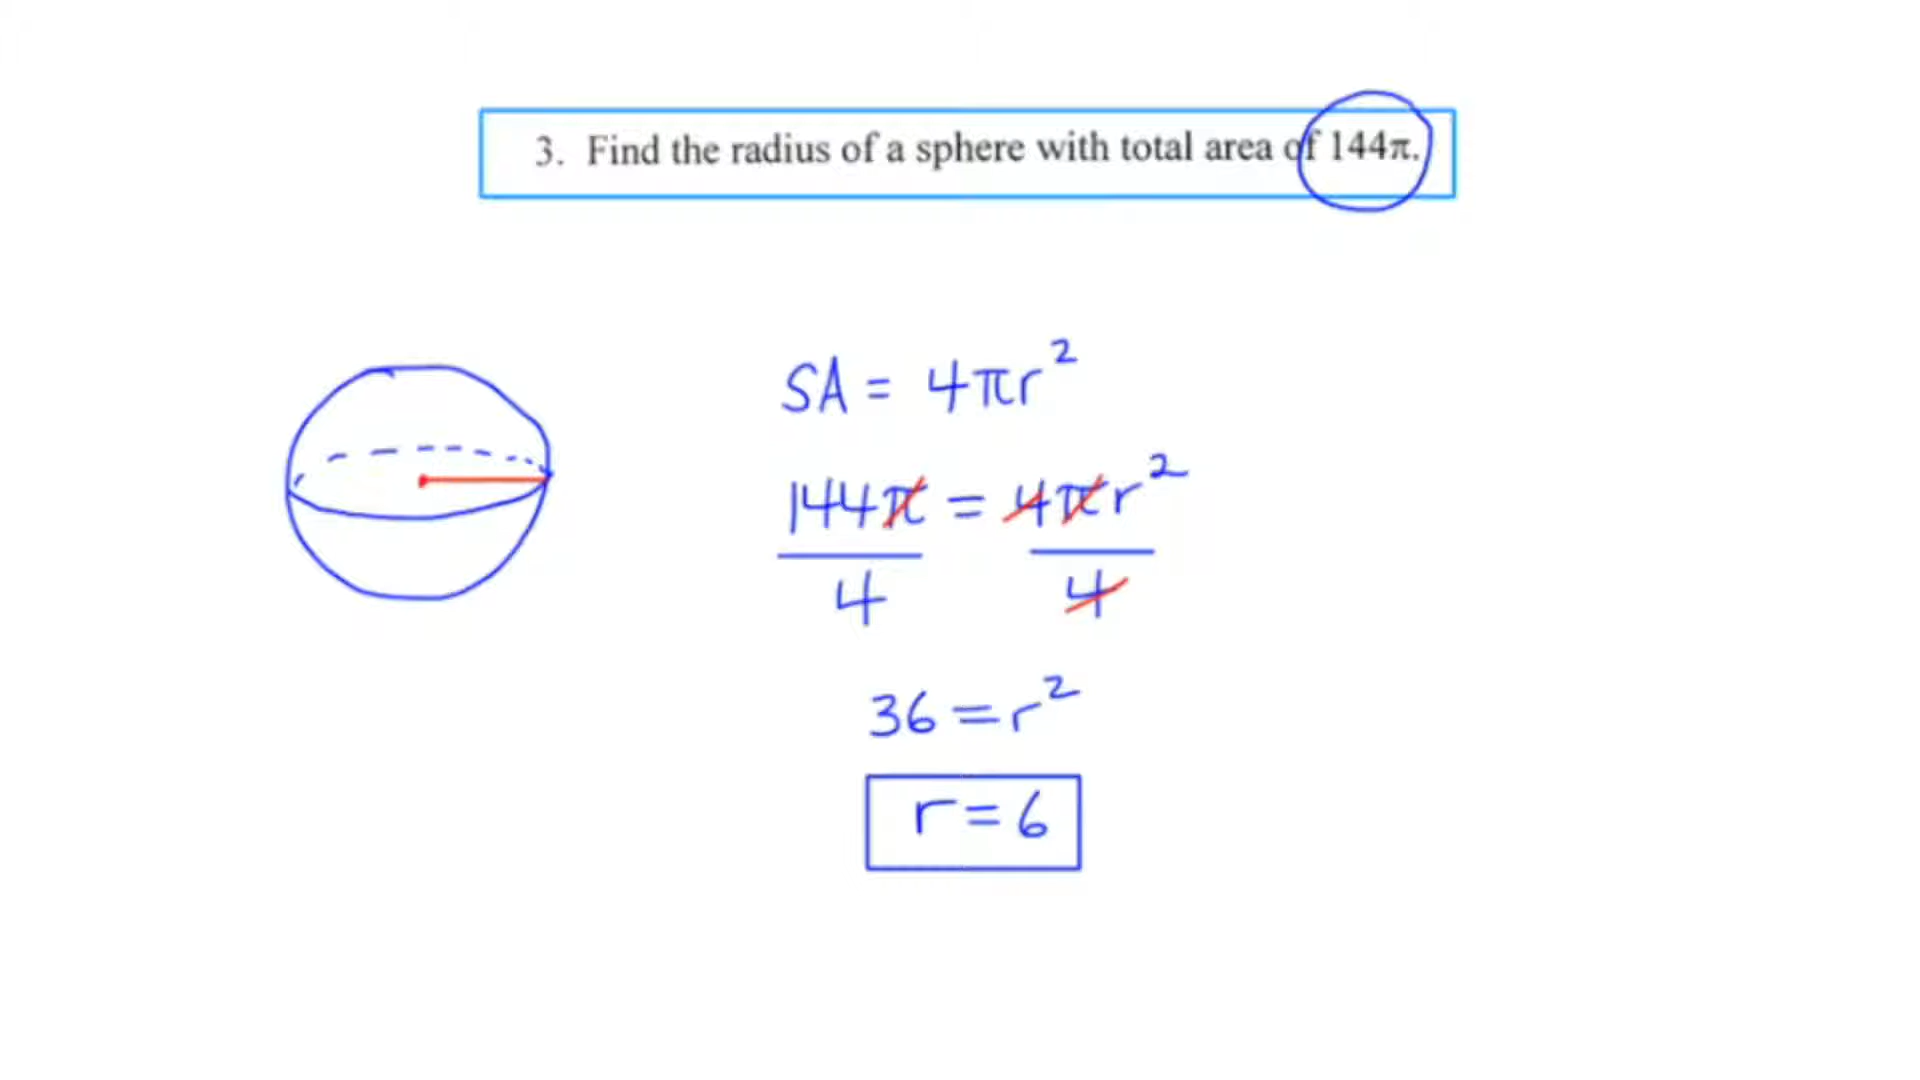 3. Find the radius of a sphere with total area of 144π.
SA = 4πr²
144π = 4πr²
4 4
36 = r²
r = 6